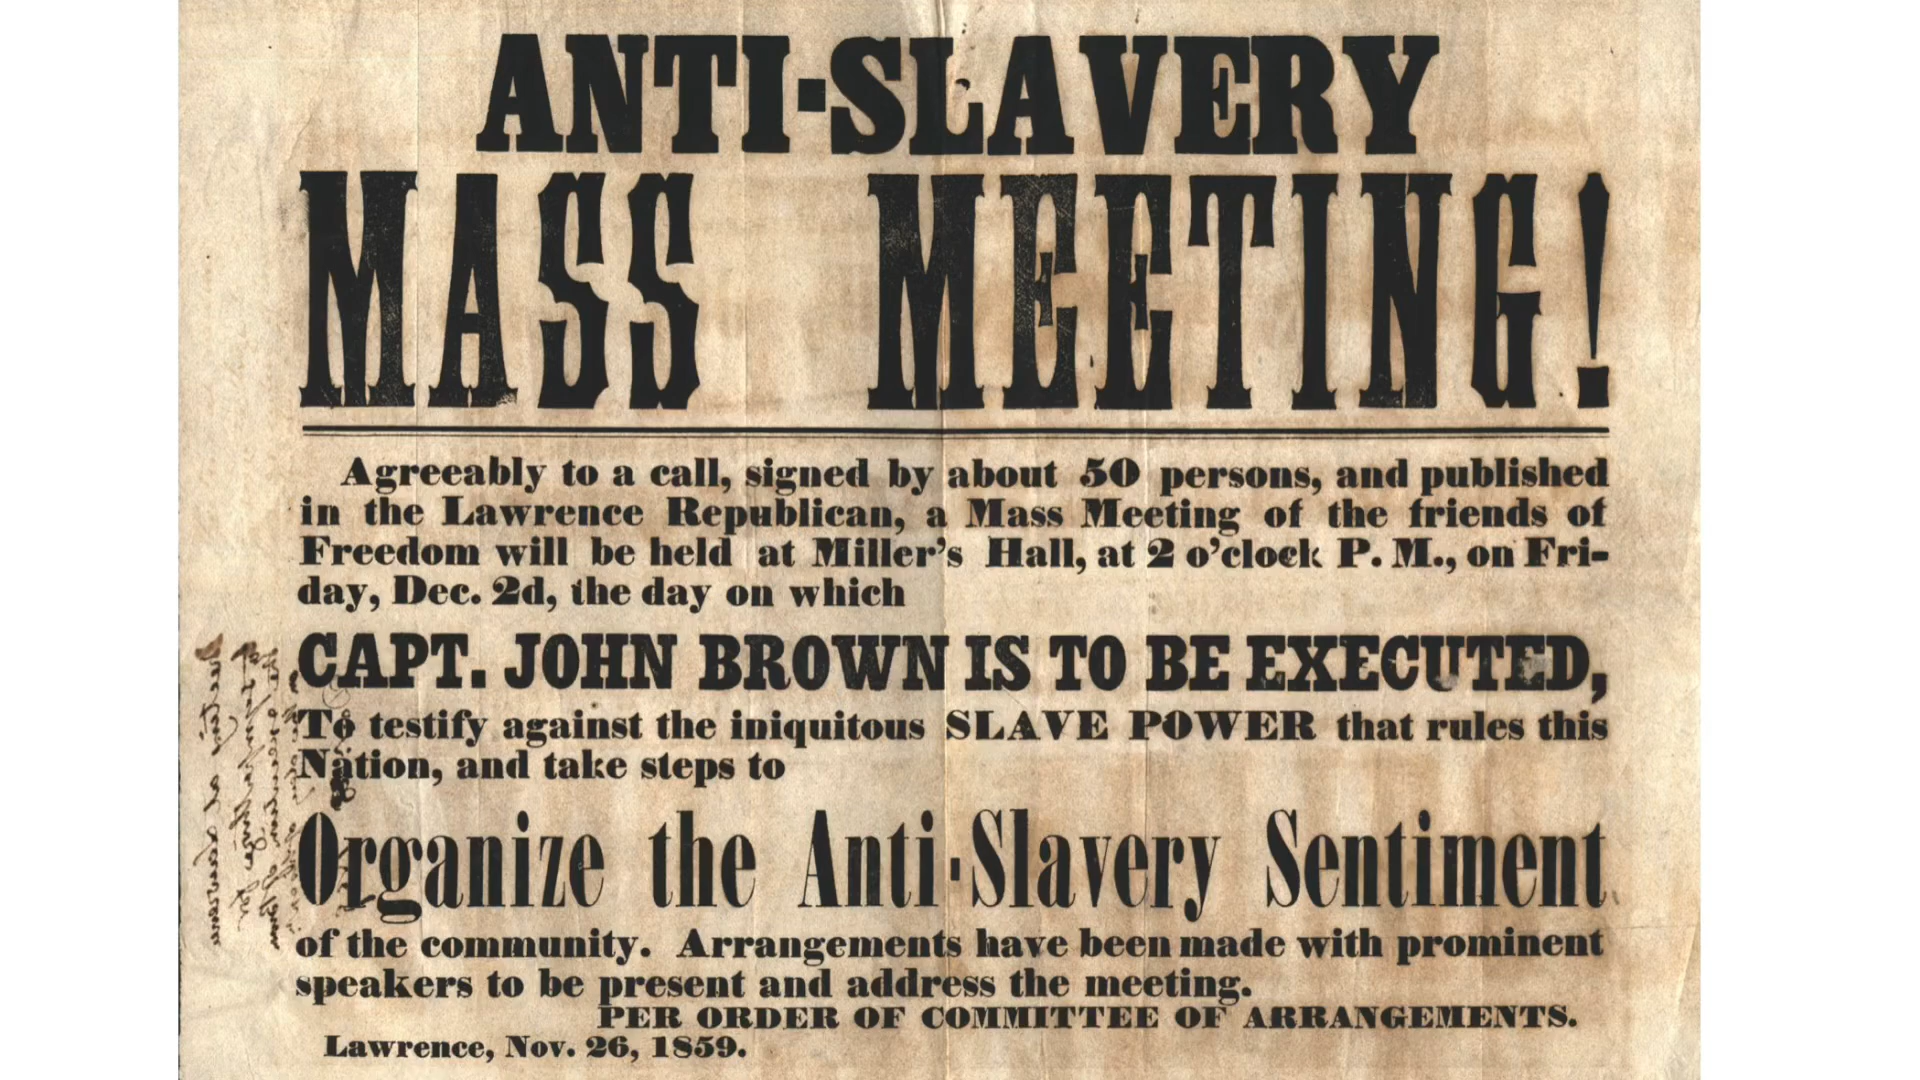 ANTI-SLAVERY
MASS MEETING!
Agreeably to a call, signed by about 50 persons, and published
in the Lawrence Republican, a Mass Meeting of the friends of
Freedom will be held at Miller's Hall, at 2 o'clock P. M., on Fri-
day, Dec. 2d, the day on which
CAPT. JOHN BROWN IS TO BE EXECUTED,
To testify against the iniquitous SLAVE POWER that rules this
Nation, and take steps to
Organize the Anti-Slavery Sentiment
of the community. Arrangements have been made with prominent
speakers to be present and address the meeting.
PER ORDER OF COMMITTEE OF ARRANGEMENTS.
Lawrence, Nov. 26, 1859.